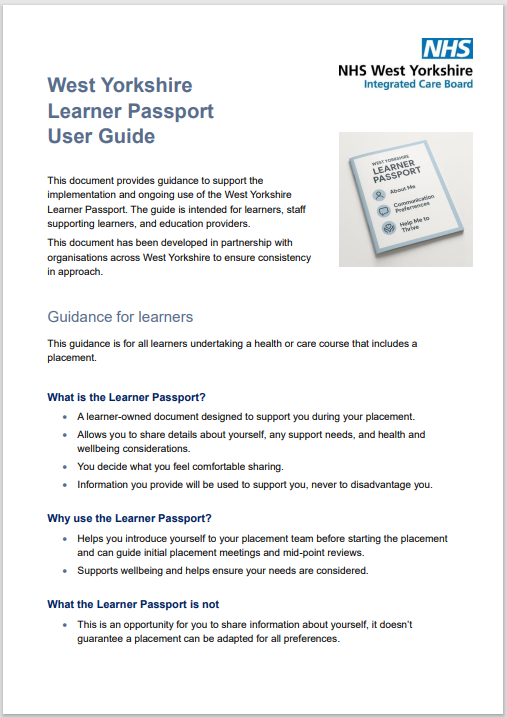 NHS
NHS West Yorkshire
Integrated Care Board
West Yorkshire
Learner Passport
User Guide
This document provides guidance to support the
implementation and ongoing use of the West Yorkshire
Learner Passport. The guide is intended for learners, staff
supporting learners, and education providers.
This document has been developed in partnership with
organisations across West Yorkshire to ensure consistency
in approach.
WEST YORKSHIRE
LEARNER
PASSPORT
About Me
Communication
Preferences
Help Me to
Thrive
Guidance for learners
This guidance is for all learners undertaking a health or care course that includes a
placement.
What is the Learner Passport?
• A learner-owned document designed to support you during your placement.
• Allows you to share details about yourself, any support needs, and health and
wellbeing considerations.
• You decide what you feel comfortable sharing.
• Information you provide will be used to support you, never to disadvantage you.
Why use the Learner Passport?
• Helps you introduce yourself to your placement team before starting the placement
and can guide initial placement meetings and mid-point reviews.
• Supports wellbeing and helps ensure your needs are considered.
What the Learner Passport is not
• This is an opportunity for you to share information about yourself, it doesn’t
guarantee a placement can be adapted for all preferences.